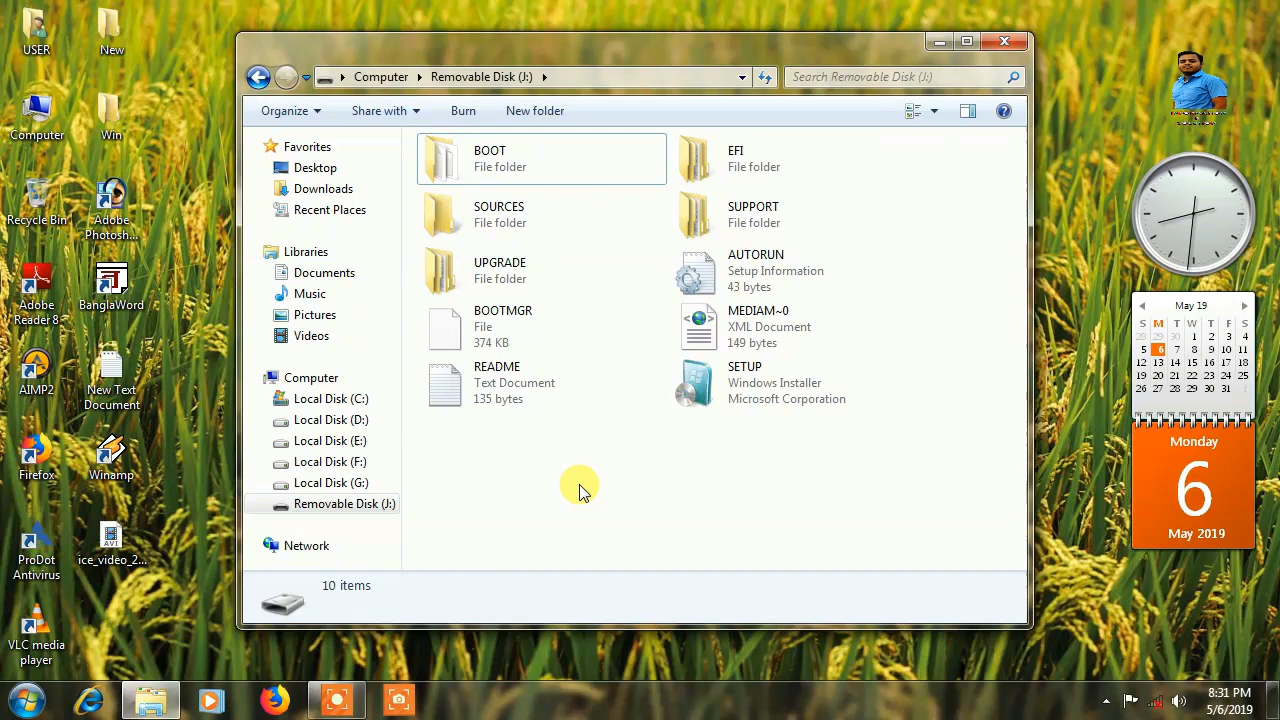 USER
New
Computer
Win
Recycle Bin
Adobe
Photosh...
Adobe
Reader 8
BanglaWord
AIMP2
New Text
Document
Firefox
Winamp
ProDot
Antivirus
ice_video_2...
VLC media
player
Computer
Removable Disk (J:)
Search Removable Disk (J:)
Organize
Share with
Burn
New folder
Favorites
Desktop
Downloads
Recent Places
Libraries
Documents
Music
Pictures
Videos
Computer
Local Disk (C:)
Local Disk (D:)
Local Disk (E:)
Local Disk (F:)
Local Disk (G:)
Removable Disk (J:)
Network
BOOT
File folder
EFI
File folder
SOURCES
File folder
SUPPORT
File folder
UPGRADE
File folder
AUTORUN
Setup Information
43 bytes
BOOTMGR
File
374 KB
MEDIAM~0
XML Document
149 bytes
README
Text Document
135 bytes
SETUP
Windows Installer
Microsoft Corporation
10 items
May 19
S M T W T F S
28 29 30 1 2 3 4
5 6 7 8 9 10 11
12 13 14 15 16 17 18
19 20 21 22 23 24 25
26 27 28 29 30 31 1
Monday
6
May 2019
8:31 PM
5/6/2019